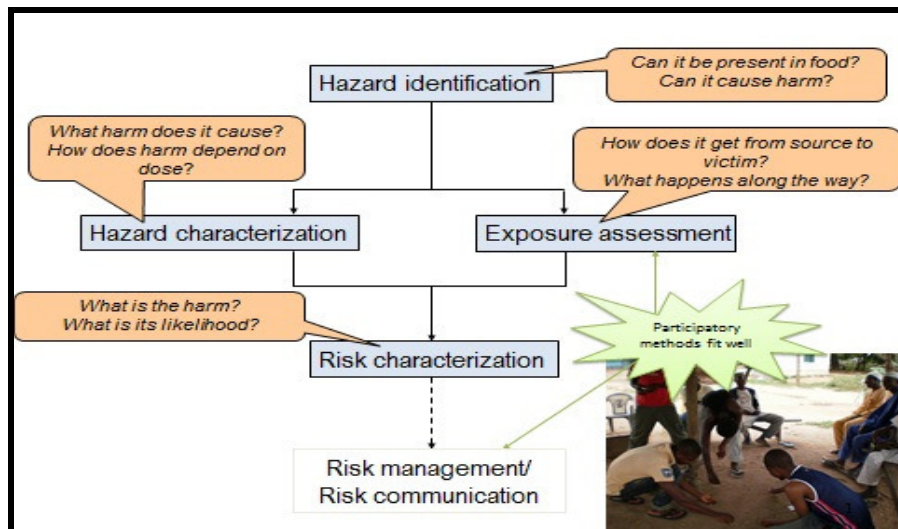 Can it be present in food?
Can it cause harm?
Hazard identification
What harm does it cause?
How does harm depend on
dose?
How does it get from source to
victim?
What happens along the way?
Hazard characterization
Exposure assessment
What is the harm?
What is its likelihood?
Participatory
methods fit well
Risk characterization
Risk management/
Risk communication
1